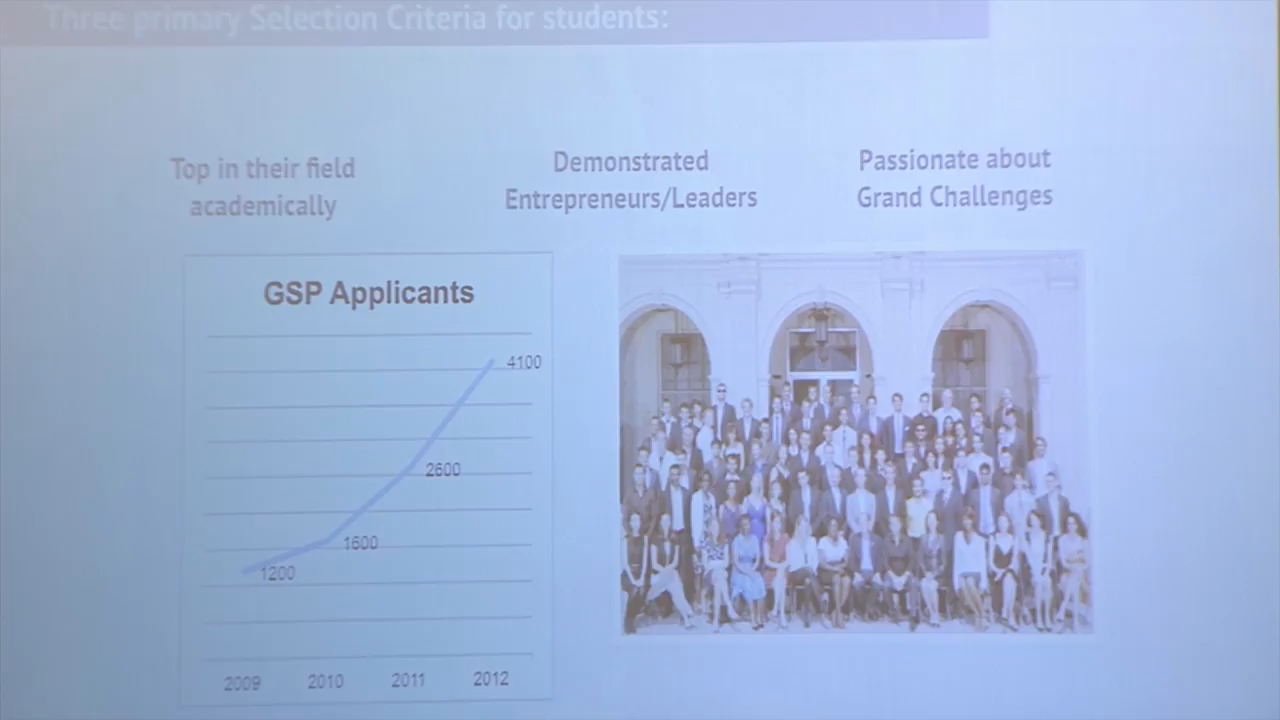 Three primary Selection Criteria for students:
Top in their field
academically
Demonstrated
Entrepreneurs/Leaders
Passionate about
Grand Challenges
GSP Applicants
4100
2600
1600
1200
2009 2010 2011 2012